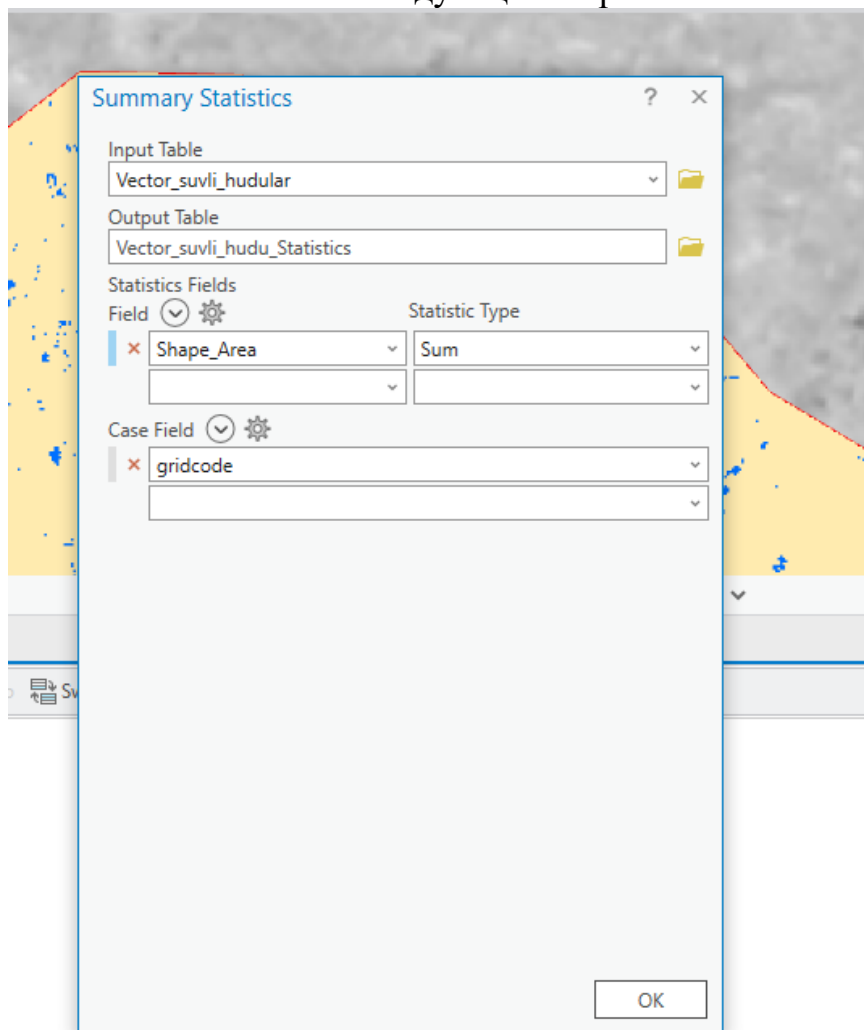 Summary Statistics ? ×
Input Table
Vector_suvli_hudular
Output Table
Vector_suvli_hudu_Statistics
Statistics Fields
Field Statistic Type
Shape_Area Sum
Case Field
gridcode
OK